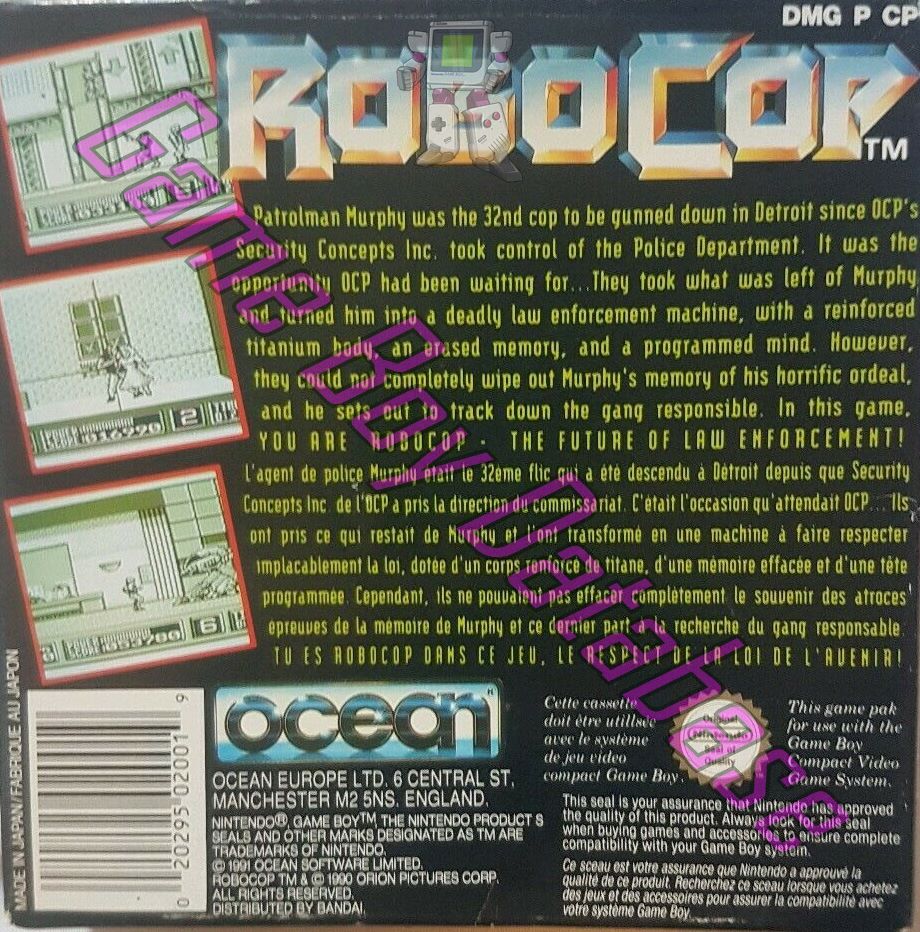 DMG P CP
ROBOCOP TM
Patrolman Murphy was the 32nd cop to be gunned down in Detroit since OCP's
Security Concepts Inc. took control of the Police Department. It was the
opportunity OCP had been waiting for...They took what was left of Murphy
and turned him into a deadly law enforcement machine, with a reinforced
titanium body, an erased memory, and a programmed mind. However,
they could not completely wipe out Murphy's memory of his horrific ordeal,
and he sets out to track down the gang responsible. In this game,
YOU ARE ROBOCOP - THE FUTURE OF LAW ENFORCEMENT!
L'agent de police Murphy était le 32ème flic qui a été descendu à Détroit depuis que Security
Concepts Inc. de l'OCP a pris la direction du commissariat. C'était l'occasion qu'attendait OCP... Ils
ont pris ce qui restait de Murphy et l'ont transformé en une machine à faire respecter
implacablement la loi, dotée d'un corps renforcé de titane, d'une mémoire effacée et d'une tête
programmée. Cependant, ils ne pouvaient pas effacer complètement le souvenir des atroces
épreuves de la mémoire de Murphy et ce dernier part à la recherche du gang responsable.
TU ES ROBOCOP DANS CE JEU, LE RESPECT DE LA LOI DE L'AVENIR!
Game Boy Database
2
6
MADE IN JAPAN/FABRIQUE AU JAPON
0 20295 02001 9
ocean
OCEAN EUROPE LTD. 6 CENTRAL ST,
MANCHESTER M2 5NS. ENGLAND.
NINTENDO®, GAME BOY™, THE NINTENDO PRODUCT S
SEALS AND OTHER MARKS DESIGNATED AS TM ARE
TRADEMARKS OF NINTENDO.
© 1991 OCEAN SOFTWARE LIMITED.
ROBOCOP TM & © 1990 ORION PICTURES CORP.
ALL RIGHTS RESERVED.
DISTRIBUTED BY BANDAI.
Cette cassette
doit être utilisée
avec le système
de jeu video
compact Game Boy.
Original
Nintendo
Seal of
Quality
This game pak
for use with the
Game Boy
Compact Video
Game System.
This seal is your assurance that Nintendo has approved
the quality of this product. Always look for this seal
when buying games and accessories to ensure complete
compatibility with your Game Boy system.
Ce sceau est votre assurance que Nintendo a approuvé la
qualité de ce produit. Recherchez ce sceau lorsque vous achetez
des jeux et des accessoires pour assurer la compatibilité avec
votre système Game Boy.